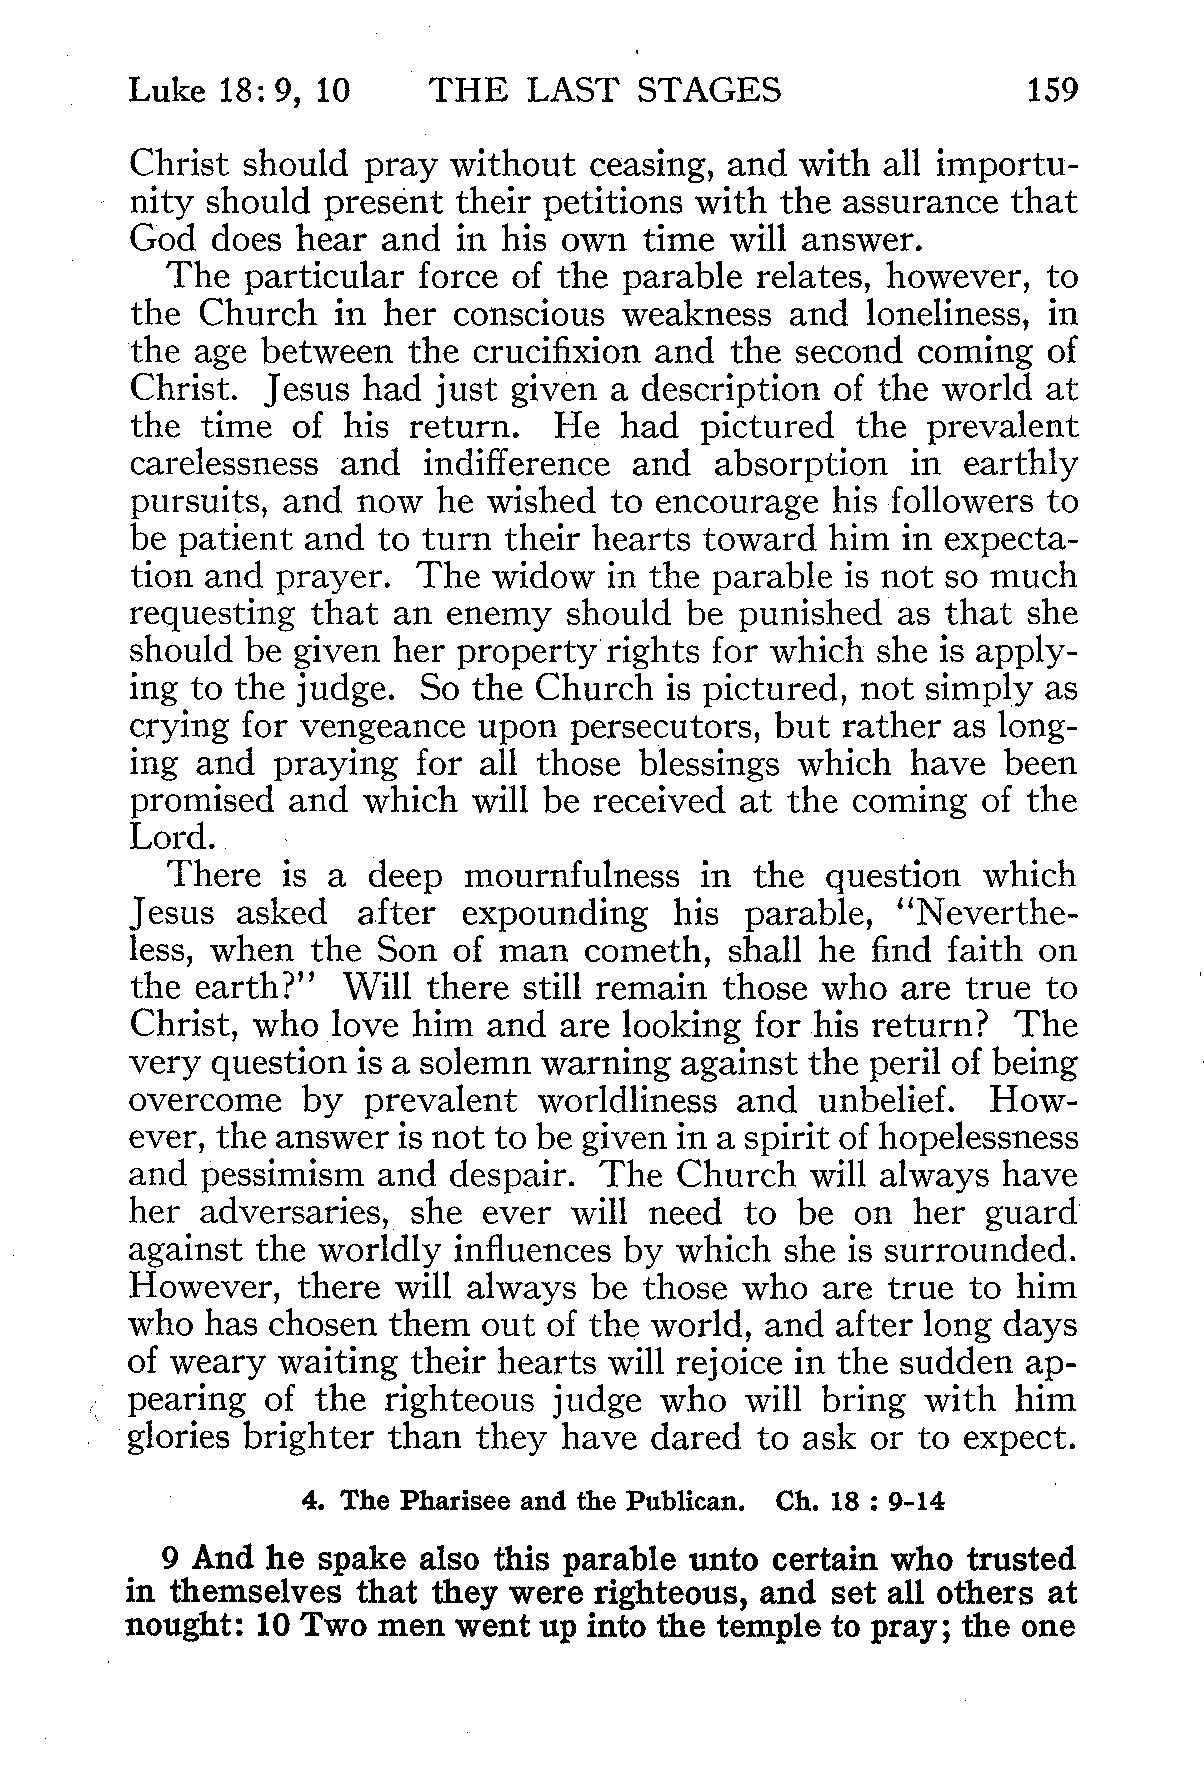 Luke 18: 9, 10 THE LAST STAGES 159
Christ should pray without ceasing, and with all importu-
nity should present their petitions with the assurance that
God does hear and in his own time will answer.
The particular force of the parable relates, however, to
the Church in her conscious weakness and loneliness, in
the age between the crucifixion and the second coming of
Christ. Jesus had just given a description of the world at
the time of his return. He had pictured the prevalent
carelessness and indifference and absorption in earthly
pursuits, and now he wished to encourage his followers to
be patient and to turn their hearts toward him in expecta-
tion and prayer. The widow in the parable is not so much
requesting that an enemy should be punished as that she
should be given her property rights for which she is apply-
ing to the judge. So the Church is pictured, not simply as
crying for vengeance upon persecutors, but rather as long-
ing and praying for all those blessings which have been
promised and which will be received at the coming of the
Lord.
There is a deep mournfulness in the question which
Jesus asked after expounding his parable, “Neverthe-
less, when the Son of man cometh, shall he find faith on
the earth?” Will there still remain those who are true to
Christ, who love him and are looking for his return? The
very question is a solemn warning against the peril of being
overcome by prevalent worldliness and unbelief. How-
ever, the answer is not to be given in a spirit of hopelessness
and pessimism and despair. The Church will always have
her adversaries, she ever will need to be on her guard
against the worldly influences by which she is surrounded.
However, there will always be those who are true to him
who has chosen them out of the world, and after long days
of weary waiting their hearts will rejoice in the sudden ap-
pearing of the righteous judge who will bring with him
glories brighter than they have dared to ask or to expect.
4. The Pharisee and the Publican. Ch. 18 : 9-14
9 And he spake also this parable unto certain who trusted
in themselves that they were righteous, and set all others at
nought: 10 Two men went up into the temple to pray; the one